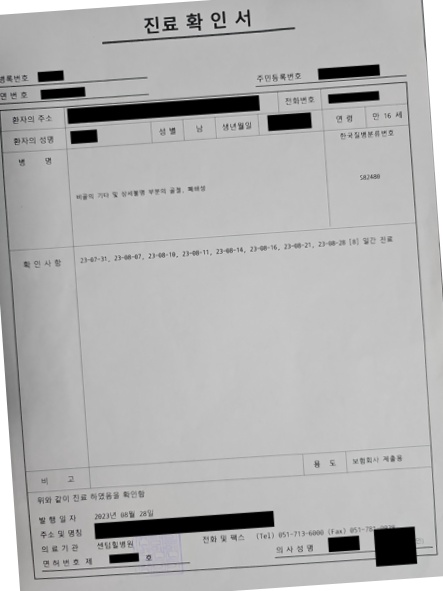 진료확인서
병록번호
주민등록번호
면번호
환자의 주소
전화번호
환자의 성명
성별 남 생년월일
연령 만 16 세
병 명
한국질병분류번호
비골의 기타 및 상세불명 부분의 골절, 폐쇄성
S82480
확인사항
23-07-31, 23-08-07, 23-08-10, 23-08-11, 23-08-14, 23-08-16, 23-08-21, 23-08-28 [8] 일간 진료
비 고
용 도 보험회사 제출용
위와 같이 진료 하였음을 확인함
발행일자 2023년 08월 28일
주소 및 명칭
의료기관 센텀힐병원
전화 및 팩스 (Tel) 051-713-6000 (Fax)
면허번호 제 호
의사성명